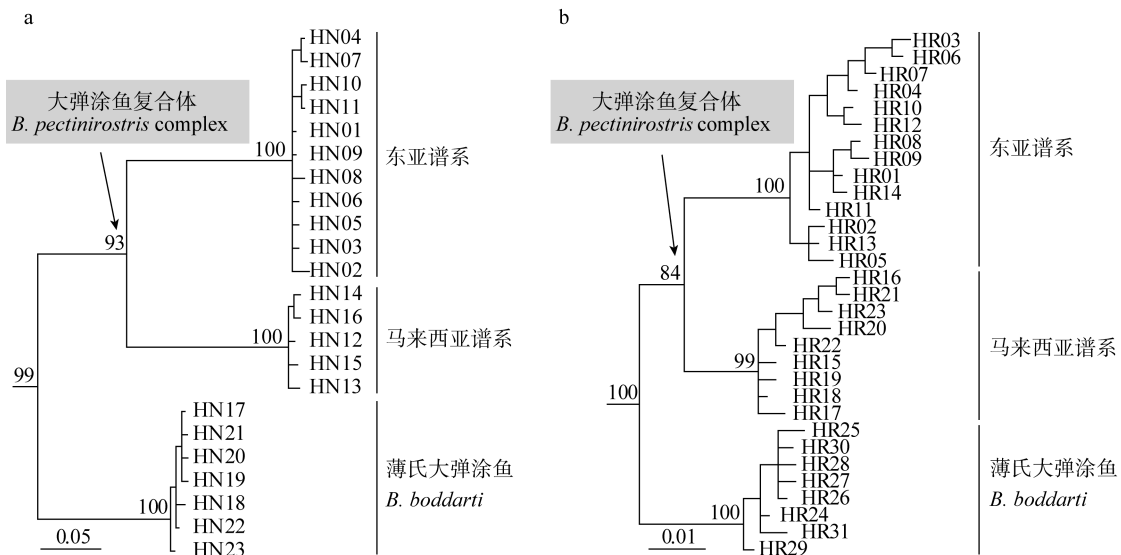 a
HN04
HN07
HN10
HN11
HN01
HN09
HN08
HN06
HN05
HN03
HN02
HN14
HN16
HN12
HN15
HN13
HN17
HN21
HN20
HN19
HN18
HN22
HN23
大弹涂鱼复合体
B. pectinirostris complex
100
93
100
99
100
0.05
东亚谱系
马来西亚谱系
薄氏大弹涂鱼
B. boddarti
b
HR03
HR06
HR07
HR04
HR10
HR12
HR08
HR09
HR01
HR14
HR11
HR02
HR13
HR05
HR16
HR21
HR23
HR20
HR22
HR15
HR19
HR18
HR17
HR25
HR30
HR28
HR27
HR26
HR24
HR31
HR29
大弹涂鱼复合体
B. pectinirostris complex
100
84
99
100
100
0.01
东亚谱系
马来西亚谱系
薄氏大弹涂鱼
B. boddarti